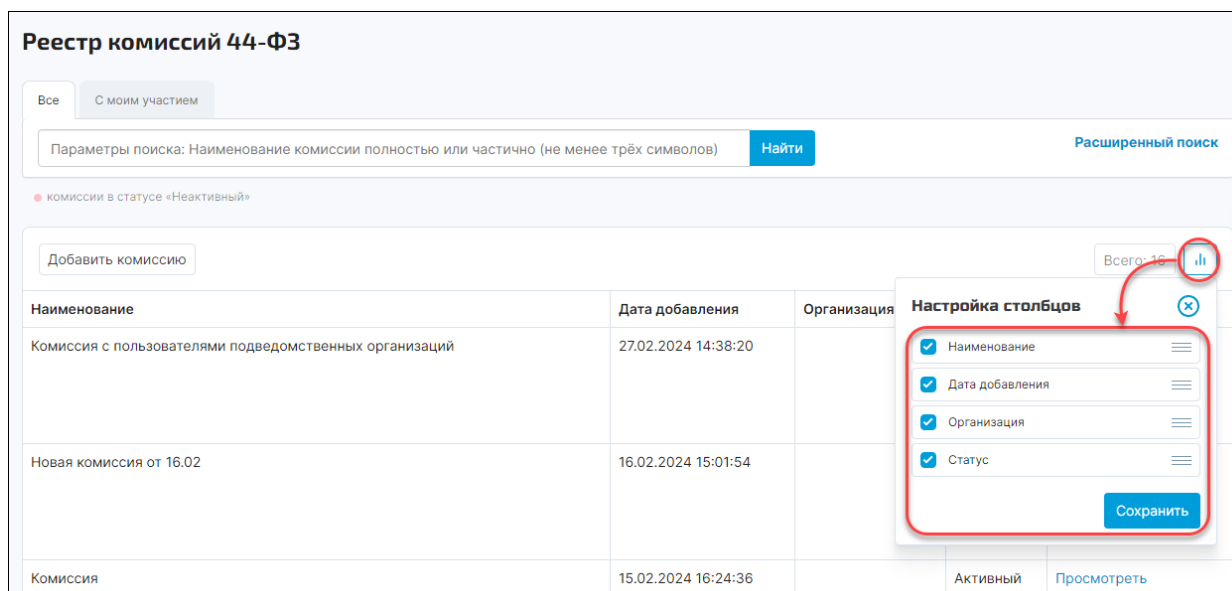 Реестр комиссий 44-ФЗ
Все
С моим участием
Параметры поиска: Наименование комиссии полностью или частично (не менее трёх символов)
Найти
Расширенный поиск
комиссии в статусе «Неактивный»
Добавить комиссию
Всего: 16
Наименование
Дата добавления
Организация
Настройка столбцов
Наименование
Дата добавления
Организация
Статус
Сохранить
Комиссия с пользователями подведомственных организаций
27.02.2024 14:38:20
Новая комиссия от 16.02
16.02.2024 15:01:54
Комиссия
15.02.2024 16:24:36
Активный
Просмотреть